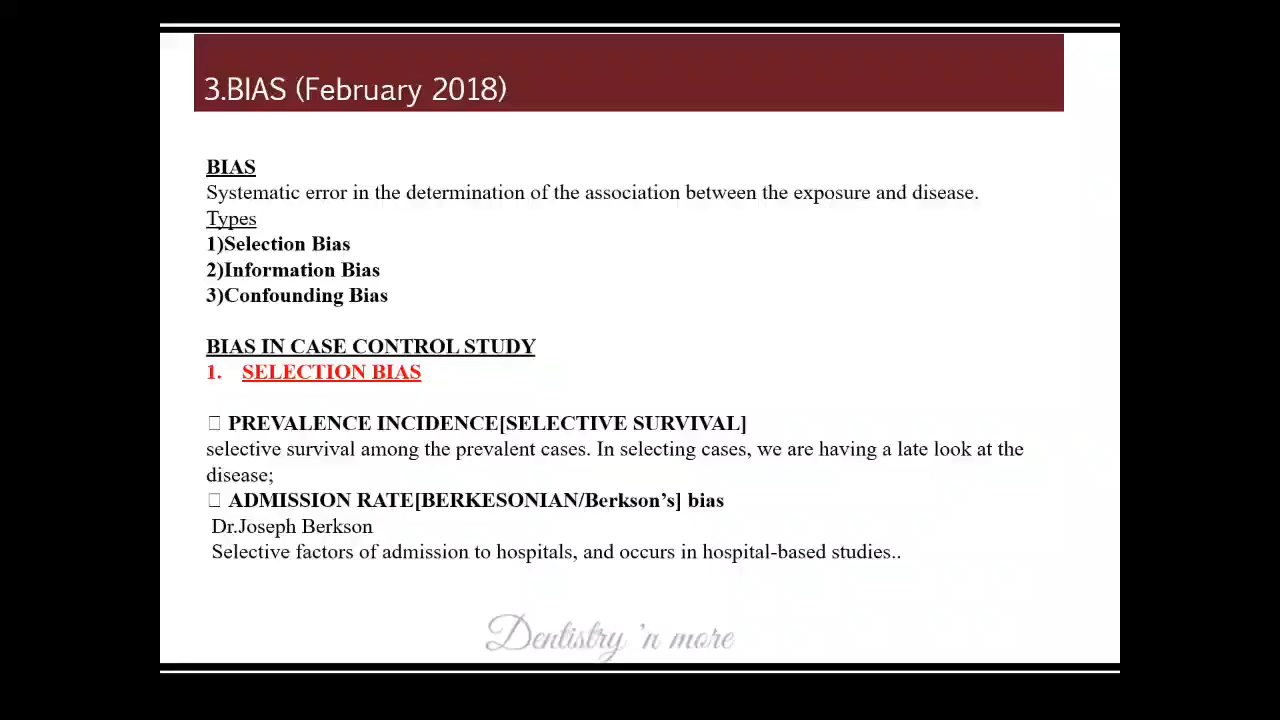 3.BIAS (February 2018)
BIAS
Systematic error in the determination of the association between the exposure and disease.
Types
1)Selection Bias
2)Information Bias
3)Confounding Bias
BIAS IN CASE CONTROL STUDY
1. SELECTION BIAS
□ PREVALENCE INCIDENCE[SELECTIVE SURVIVAL]
selective survival among the prevalent cases. In selecting cases, we are having a late look at the
disease;
□ ADMISSION RATE[BERKESONIAN/Berkson’s] bias
Dr.Joseph Berkson
Selective factors of admission to hospitals, and occurs in hospital-based studies..
Dentistry 'n more